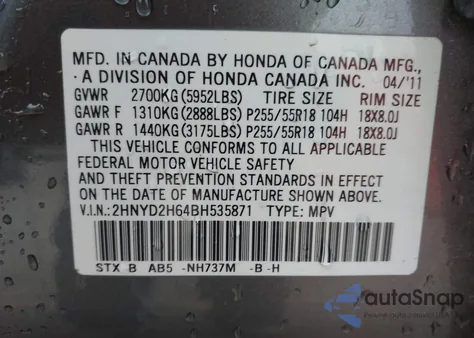 MFD. IN CANADA BY HONDA OF CANADA MFG.,
A DIVISION OF HONDA CANADA INC. 04/'11
GVWR 2700KG(5952LBS) TIRE SIZE RIM SIZE
GAWR F 1310KG(2888LBS) P255/55R18 104H 18X8.0J
GAWR R 1440KG(3175LBS) P255/55R18 104H 18X8.0J
THIS VEHICLE CONFORMS TO ALL APPLICABLE
FEDERAL MOTOR VEHICLE SAFETY
AND THEFT PREVENTION STANDARDS IN EFFECT
ON THE DATE OF MANUFACTURE SHOWN ABOVE.
V.I.N.:2HNYD2H64BH535871 TYPE: MPV
STX B AB5 -NH737M -B-H
autoSnap